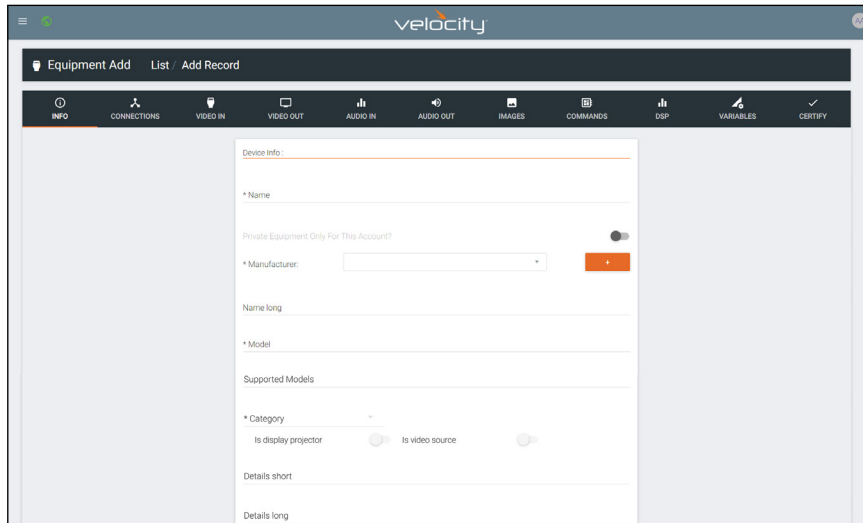 velocity
AA
Equipment Add List / Add Record
INFO CONNECTIONS VIDEO IN VIDEO OUT AUDIO IN AUDIO OUT IMAGES COMMANDS DSP VARIABLES CERTIFY
Device Info :
* Name
Private Equipment Only For This Account?
* Manufacturer: +
Name long
* Model
Supported Models
* Category
Is display projector Is video source
Details short
Details long